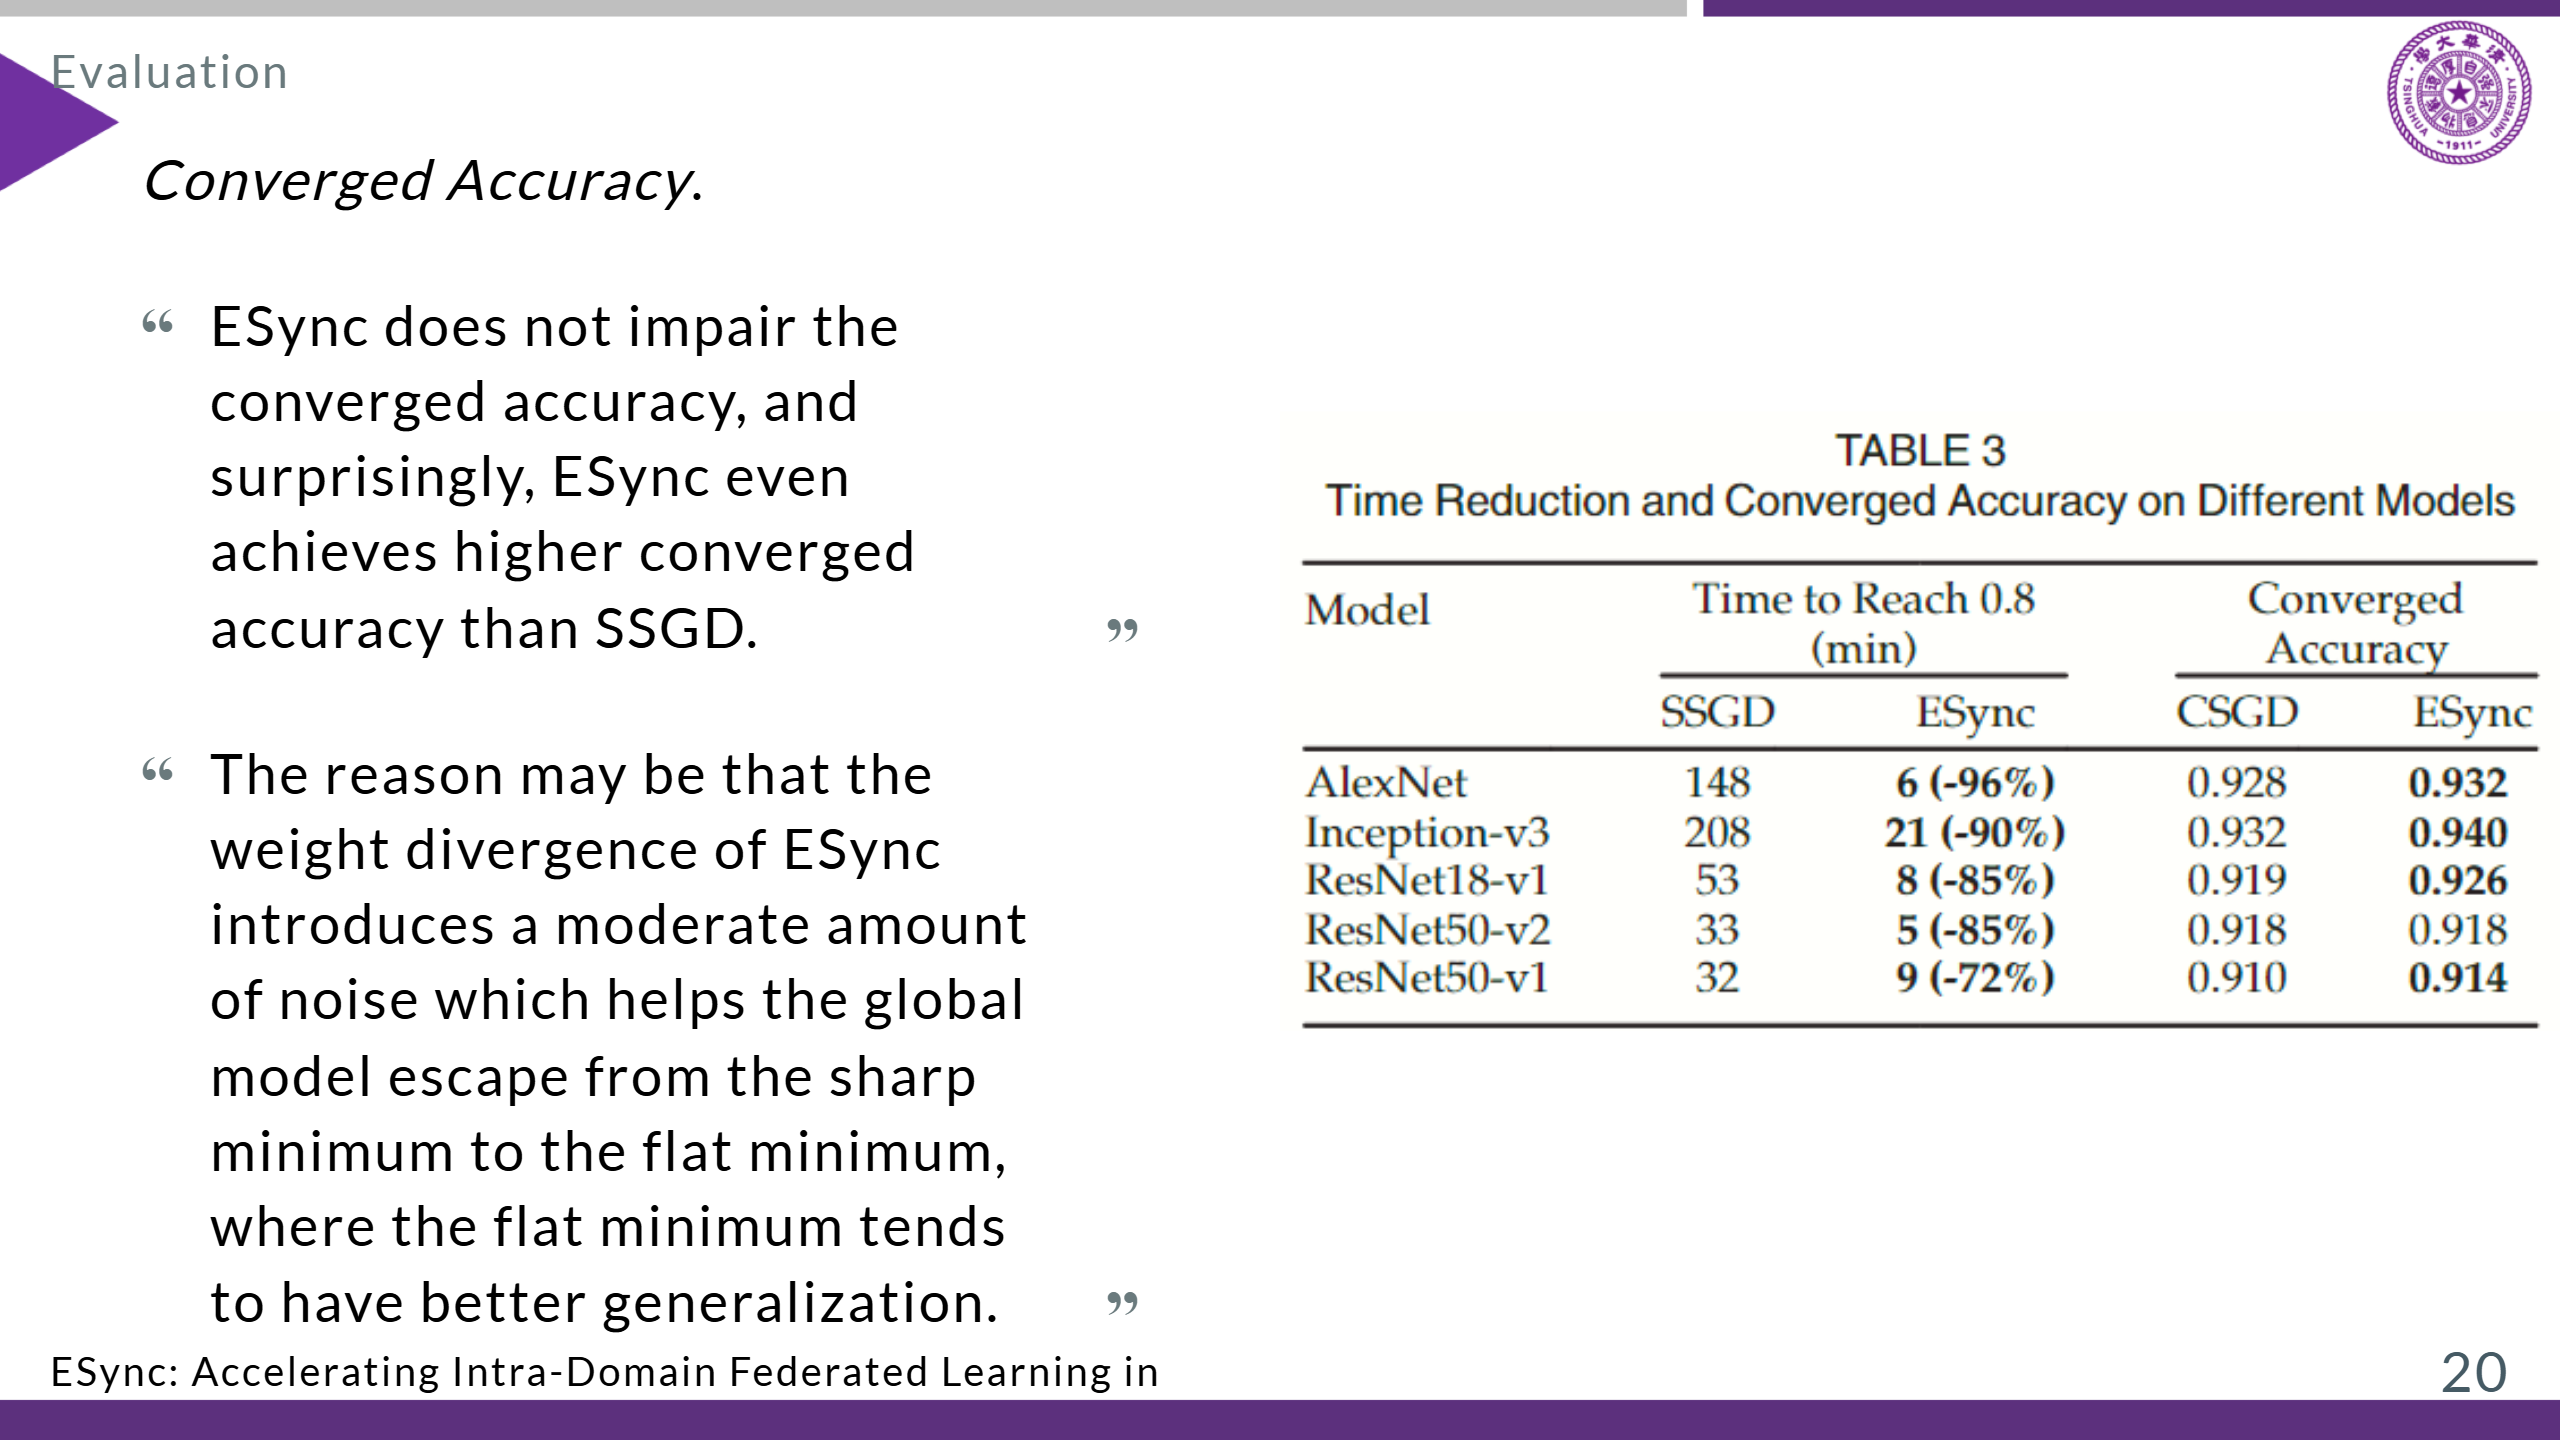 Evaluation
Converged Accuracy.
“ ESync does not impair the
converged accuracy, and
surprisingly, ESync even
achieves higher converged
accuracy than SSGD. ”
“ The reason may be that the
weight divergence of ESync
introduces a moderate amount
of noise which helps the global
model escape from the sharp
minimum to the flat minimum,
where the flat minimum tends
to have better generalization. ”
TABLE 3
Time Reduction and Converged Accuracy on Different Models
Model Time to Reach 0.8 Converged
(min) Accuracy
SSGD ESync CSGD ESync
AlexNet 148 6 (-96%) 0.928 0.932
Inception-v3 208 21 (-90%) 0.932 0.940
ResNet18-v1 53 8 (-85%) 0.919 0.926
ResNet50-v2 33 5 (-85%) 0.918 0.918
ResNet50-v1 32 9 (-72%) 0.910 0.914
ESync: Accelerating Intra-Domain Federated Learning in
20
TSINGHUA UNIVERSITY
-1911-